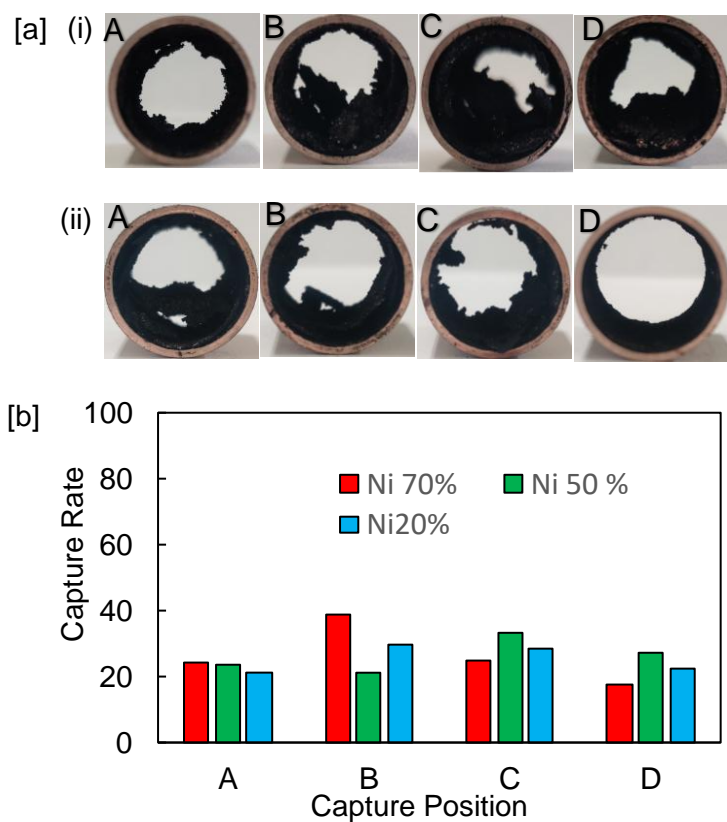 [a] (i) A B C D
(ii) A B C D
[b]
100
80
60
40
20
0
Capture Rate
Ni 70% Ni 50 %
Ni20%
A B C D
Capture Position